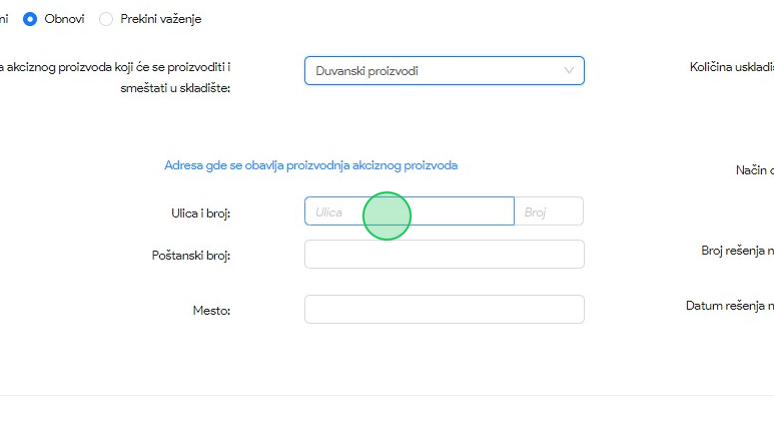 ni Obnovi Prekini važenje
a akciznog proizvoda koji će se proizvoditi i
smeštati u skladište:
Duvanski proizvodi
Količina uskladi
Adresa gde se obavlja proizvodnja akciznog proizvoda
Način
Ulica i broj:
Ulica
Broj
Poštanski broj:
Broj rešenja n
Mesto:
Datum rešenja n